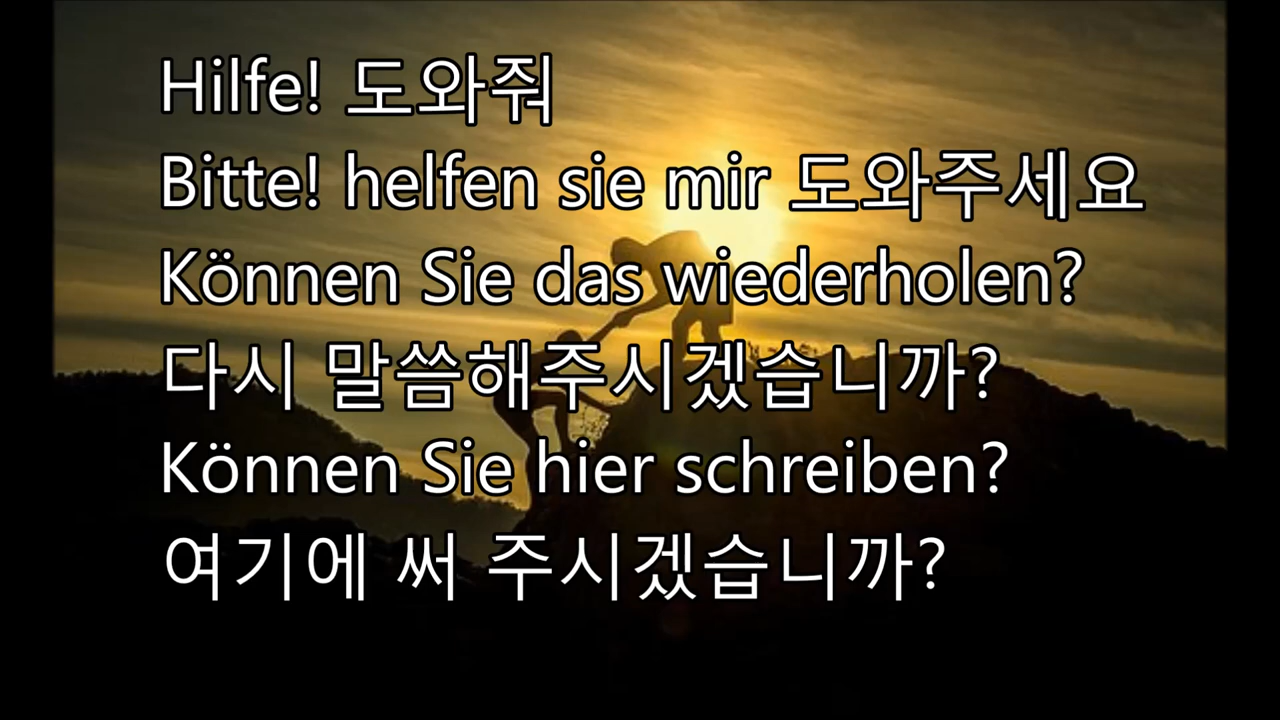 Hilfe! 도와줘
Bitte! helfen sie mir 도와주세요
Können Sie das wiederholen?
다시 말씀해주시겠습니까?
Können Sie hier schreiben?
여기에 써 주시겠습니까?